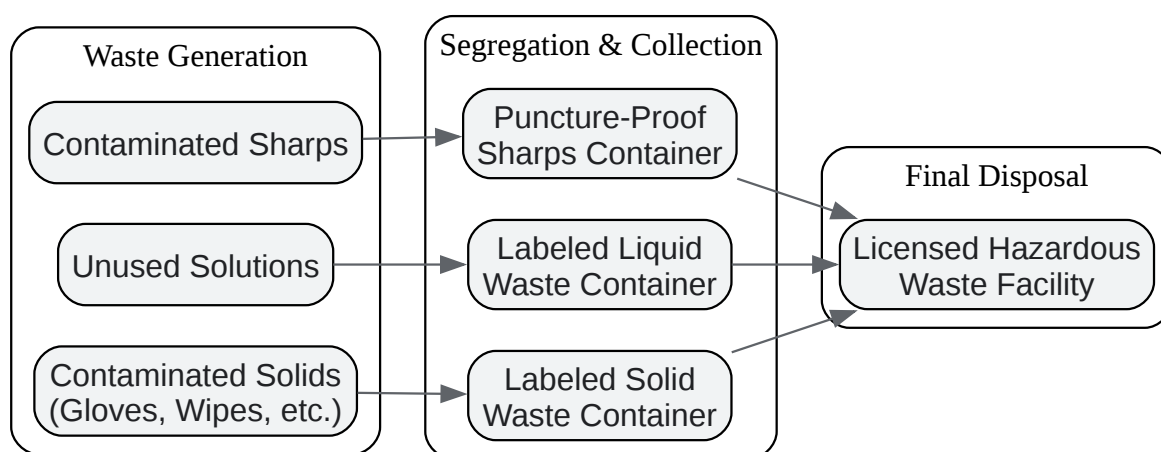 Waste Generation
Contaminated Sharps
Unused Solutions
Contaminated Solids
(Gloves, Wipes, etc.)
Segregation & Collection
Puncture-Proof
Sharps Container
Labeled Liquid
Waste Container
Labeled Solid
Waste Container
Final Disposal
Licensed Hazardous
Waste Facility